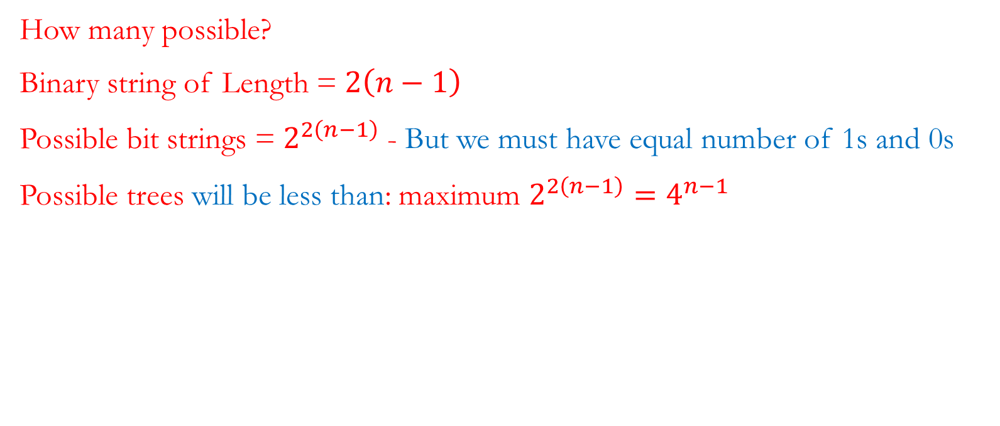 How many possible?
Binary string of Length = 2(n − 1)
Possible bit strings = 2^{2(n−1)} - But we must have equal number of 1s and 0s
Possible trees will be less than: maximum 2^{2(n−1)} = 4^{n−1}